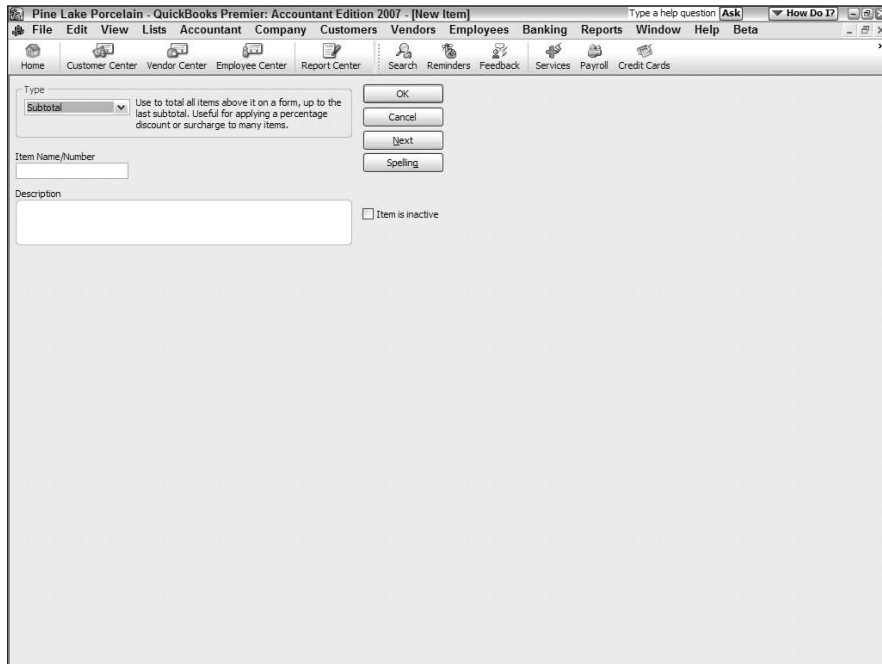 Pine Lake Porcelain - QuickBooks Premier: Accountant Edition 2007 - [New Item]
Type a help question Ask
How Do I?
File Edit View Lists Accountant Company Customers Vendors Employees Banking Reports Window Help Beta
Home Customer Center Vendor Center Employee Center Report Center Search Reminders Feedback Services Payroll Credit Cards
Type
Subtotal
Use to total all items above it on a form, up to the
last subtotal. Useful for applying a percentage
discount or surcharge to many items.
OK
Cancel
Next
Spelling
Item Name/Number
Description
Item is inactive